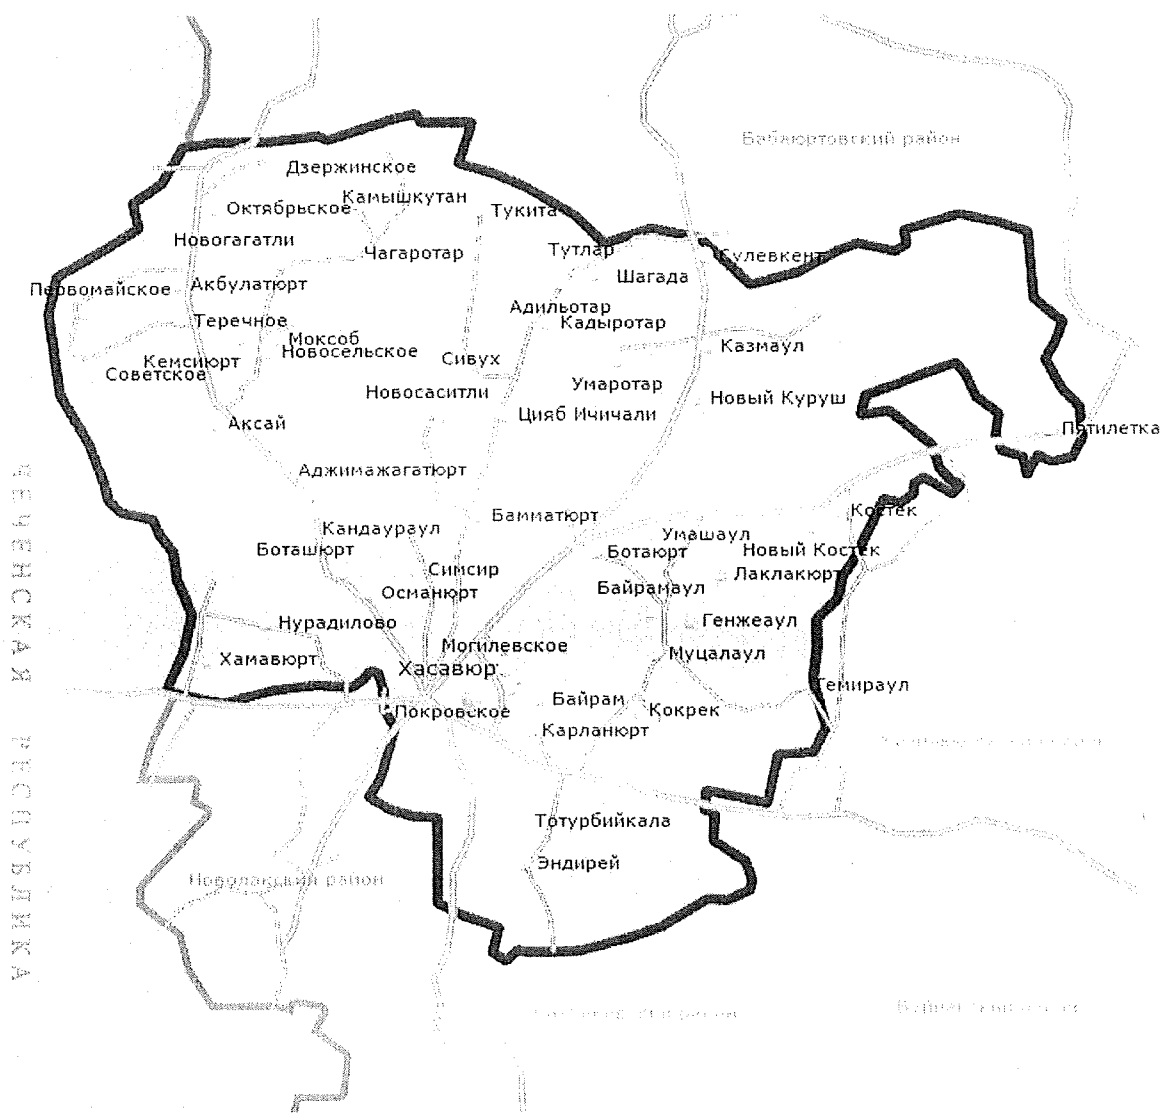 Бабаюртовский район
Дзержинское
Камышкутан
Октябрьское
Тукита
Новогагатли
Чагаротар
Тутлар
Сулевкент
Шагада
Первомайское
Акбулатюрт
Адильотар
Теречное
Кадыротар
Моксоб
Новосельское
Казмаул
Кемсиюрт
Сивух
Советское
Умаротар
Новосаситли
Новый Куруш
Цияб Ичичали
Аксай
Пятилетка
Аджимажагатюрт
ЧЕЧЕНСКАЯ РЕСПУБЛИКА
Костек
Бамматюрт
Кандаураул
Умашаул
Боташюрт
Ботаюрт
Новый Костек
Симсир
Лаклакюрт
Османюрт
Байрамаул
Нурадилово
Генжеаул
Могилевское
Муцалаул
Хамавюрт
Хасавюр
Темираул
Байрам
Кокрек
Покровское
Карланюрт
Тотурбийкала
Эндирей
Новолакский район